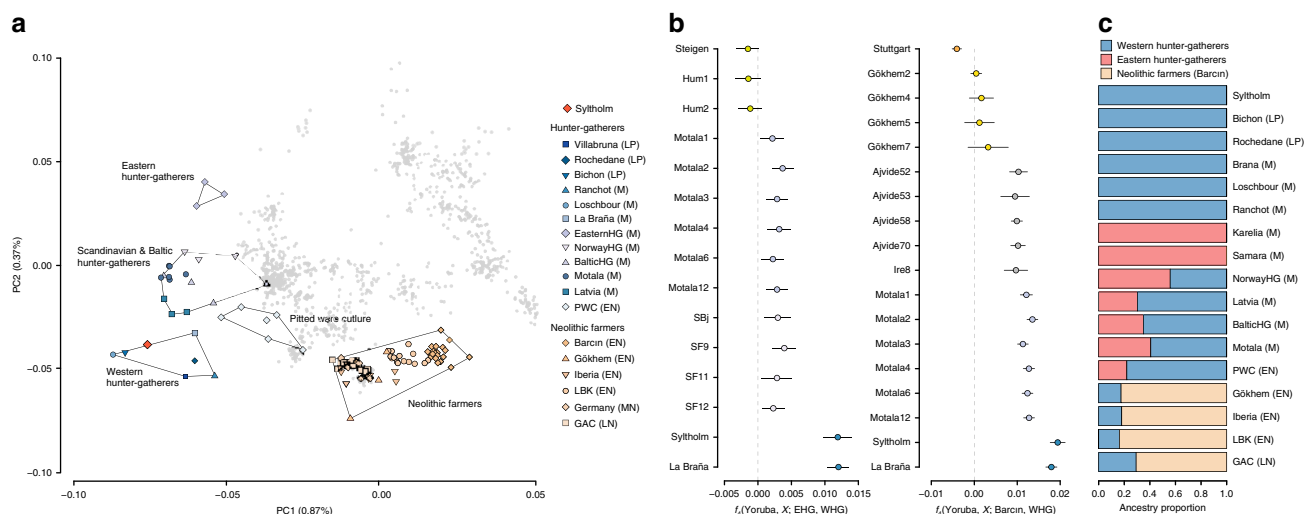 a
0.10
0.05
0.00
−0.05
−0.10
PC2 (0.37%)
−0.10
−0.05
0.00
0.05
PC1 (0.87%)
Eastern
hunter-gatherers
Scandinavian & Baltic
hunter-gatherers
Pitted ware culture
Western
hunter-gatherers
Neolithic farmers
Syltholm
Hunter-gatherers
Villabruna (LP)
Rochedane (LP)
Bichon (LP)
Ranchot (M)
Loschbour (M)
La Braña (M)
EasternHG (M)
NorwayHG (M)
BalticHG (M)
Motala (M)
Latvia (M)
PWC (EN)
Neolithic farmers
Barcın (EN)
Gökhem (EN)
Iberia (EN)
LBK (EN)
Germany (MN)
GAC (LN)
b
Steigen
Hum1
Hum2
Motala1
Motala2
Motala3
Motala4
Motala6
Motala12
SBj
SF9
SF11
SF12
Syltholm
La Braña
−0.005
0.000
0.005
0.010
0.015
f₄(Yoruba, X; EHG, WHG)
Stuttgart
Gökhem2
Gökhem4
Gökhem5
Gökhem7
Ajvide52
Ajvide53
Ajvide58
Ajvide70
Ire8
Motala1
Motala2
Motala3
Motala4
Motala6
Motala12
Syltholm
La Braña
−0.01
0.00
0.01
0.02
f₄(Yoruba, X; Barcın, WHG)
c
Western hunter-gatherers
Eastern hunter-gatherers
Neolithic farmers (Barcın)
Syltholm
Bichon (LP)
Rochedane (LP)
Brana (M)
Loschbour (M)
Ranchot (M)
Karelia (M)
Samara (M)
NorwayHG (M)
Latvia (M)
BalticHG (M)
Motala (M)
PWC (EN)
Gökhem (EN)
Iberia (EN)
LBK (EN)
GAC (LN)
0.0
0.2
0.4
0.6
0.8
1.0
Ancestry proportion